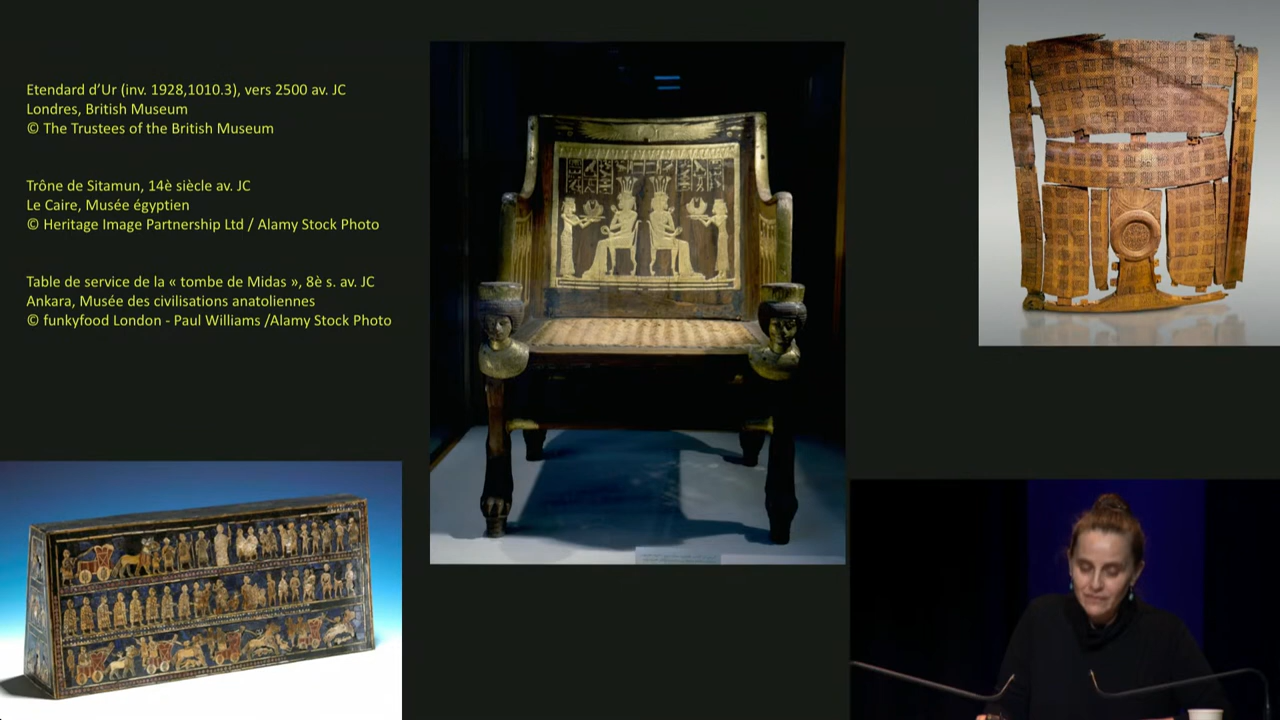 Etendard d’Ur (inv. 1928,1010.3), vers 2500 av. JC
Londres, British Museum
© The Trustees of the British Museum
Trône de Sitamun, 14è siècle av. JC
Le Caire, Musée égyptien
© Heritage Image Partnership Ltd / Alamy Stock Photo
Table de service de la « tombe de Midas », 8è s. av. JC
Ankara, Musée des civilisations anatoliennes
© funkyfood London - Paul Williams /Alamy Stock Photo